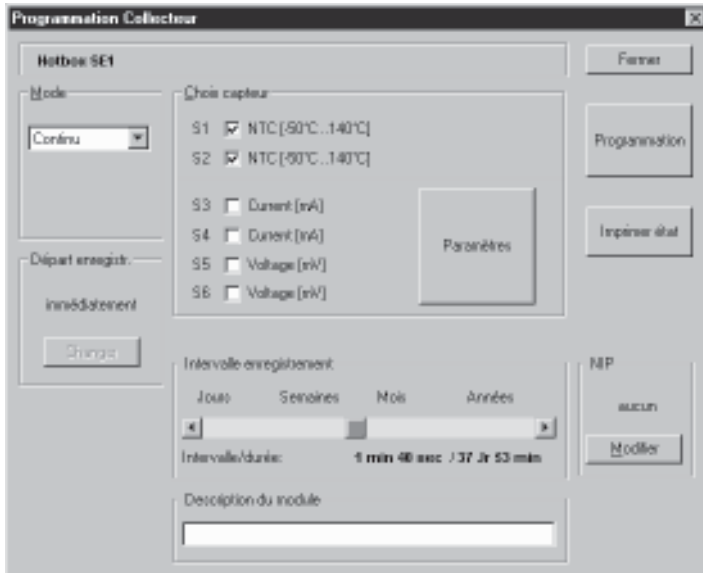 Programmation Collecteur
Hotbox SE1
Fermer
Mode
Continu
Choix capteur
S1 NTC [-50°C...140°C]
S2 NTC [-50°C...140°C]
S3 Current [mA]
S4 Current [mA]
S5 Voltage [mV]
S6 Voltage [mV]
Paramètres
Programmation
Imprimer état
Départ enregistr.
immédiatement
Changer
Intervalle enregistrement
Jours Semaines Mois Années
Intervalle/durée: 1 min 40 sec / 37 Jr 53 min
NIP
aucun
Modifier
Description du module